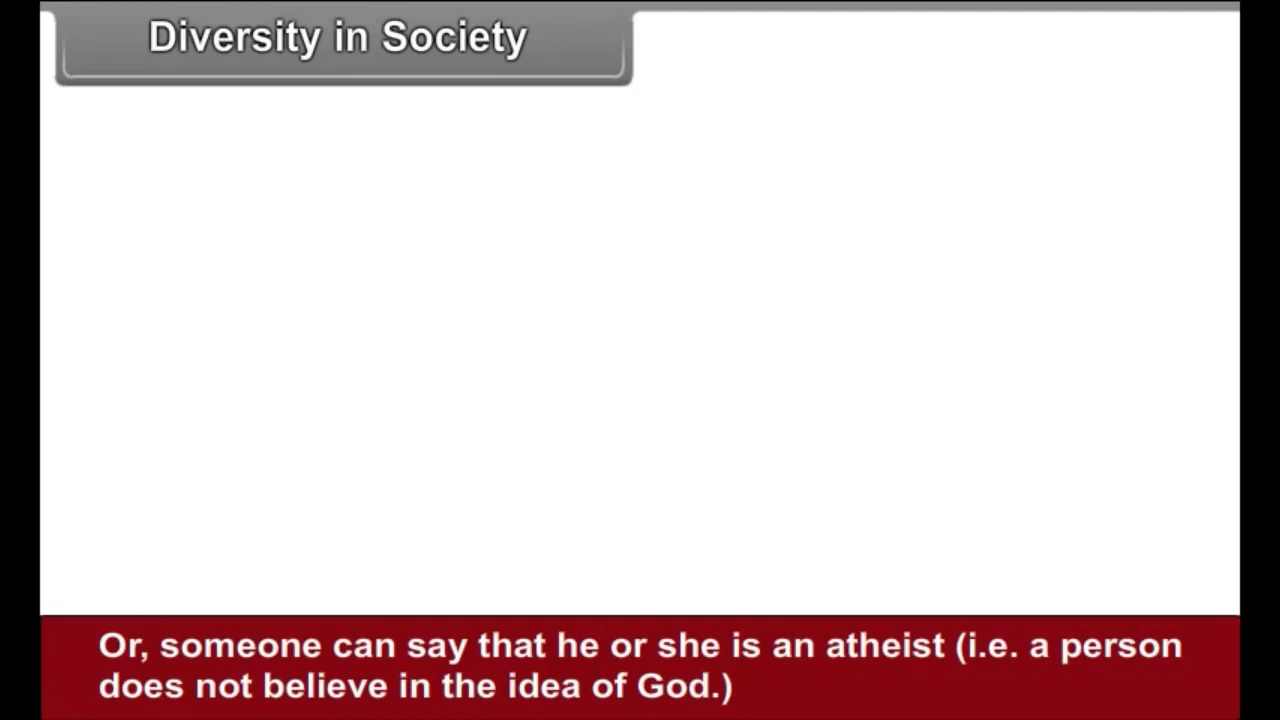 Diversity in Society
Or, someone can say that he or she is an atheist (i.e. a person
does not believe in the idea of God.)